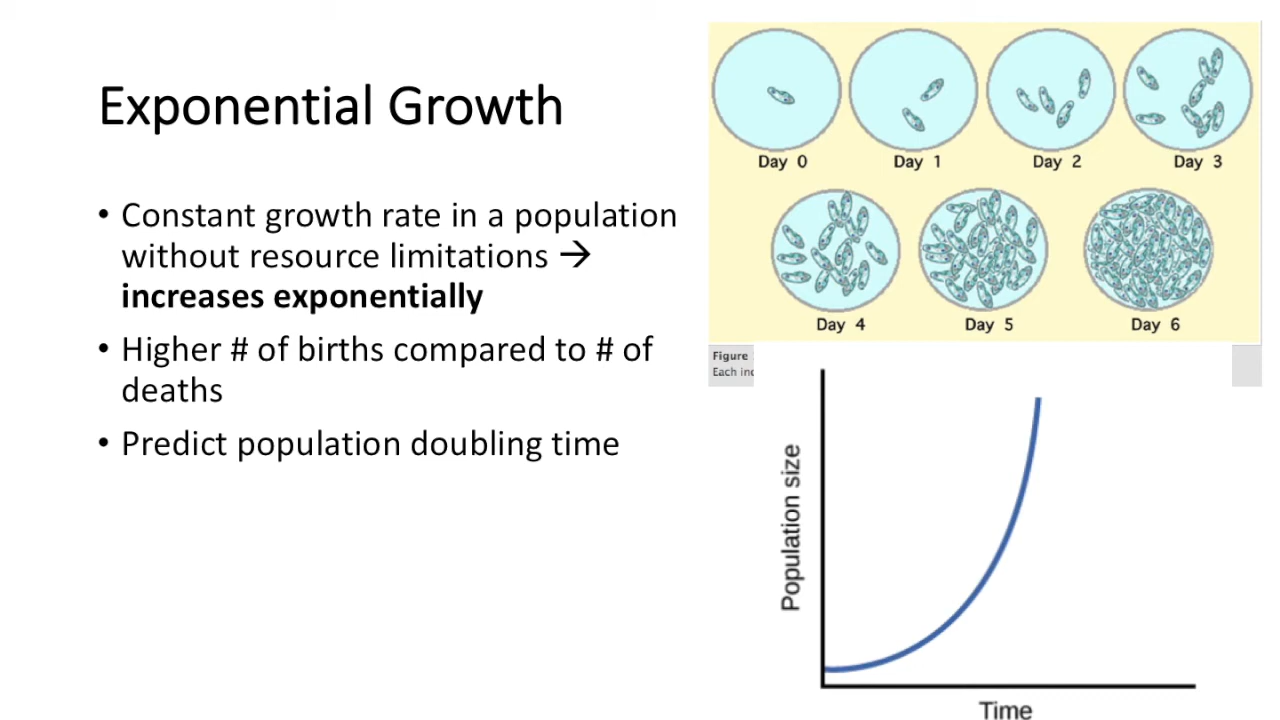 Exponential Growth
• Constant growth rate in a population
without resource limitations →
increases exponentially
• Higher # of births compared to # of
deaths
• Predict population doubling time
Day 0
Day 1
Day 2
Day 3
Day 4
Day 5
Day 6
Figure
Each
Population size
Time